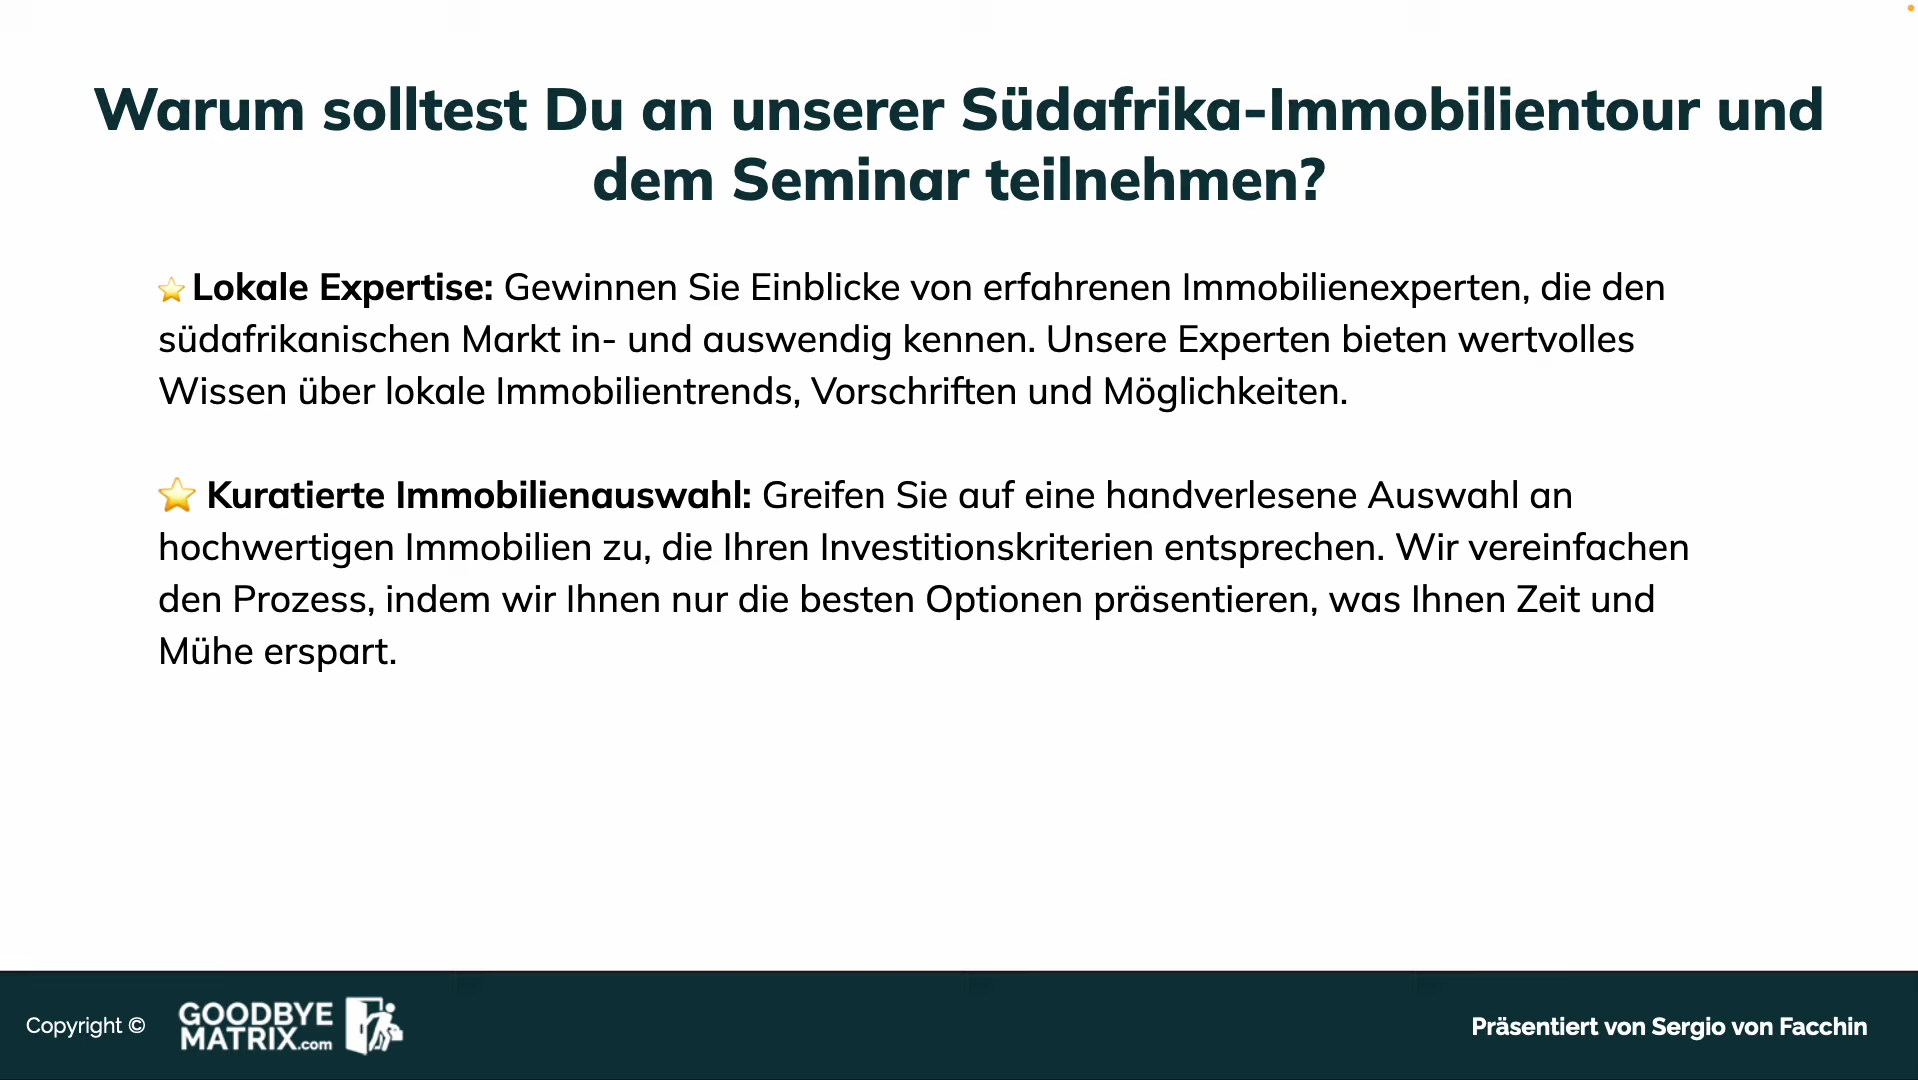 Warum solltest Du an unserer Südafrika-Immobilientour und
dem Seminar teilnehmen?
⭐ Lokale Expertise: Gewinnen Sie Einblicke von erfahrenen Immobilienexperten, die den
südafrikanischen Markt in- und auswendig kennen. Unsere Experten bieten wertvolles
Wissen über lokale Immobilientrends, Vorschriften und Möglichkeiten.
⭐ Kuratierte Immobilienauswahl: Greifen Sie auf eine handverlesene Auswahl an
hochwertigen Immobilien zu, die Ihren Investitionskriterien entsprechen. Wir vereinfachen
den Prozess, indem wir Ihnen nur die besten Optionen präsentieren, was Ihnen Zeit und
Mühe erspart.
Copyright ©
GOODBYE
MATRIX.com
Präsentiert von Sergio von Facchin